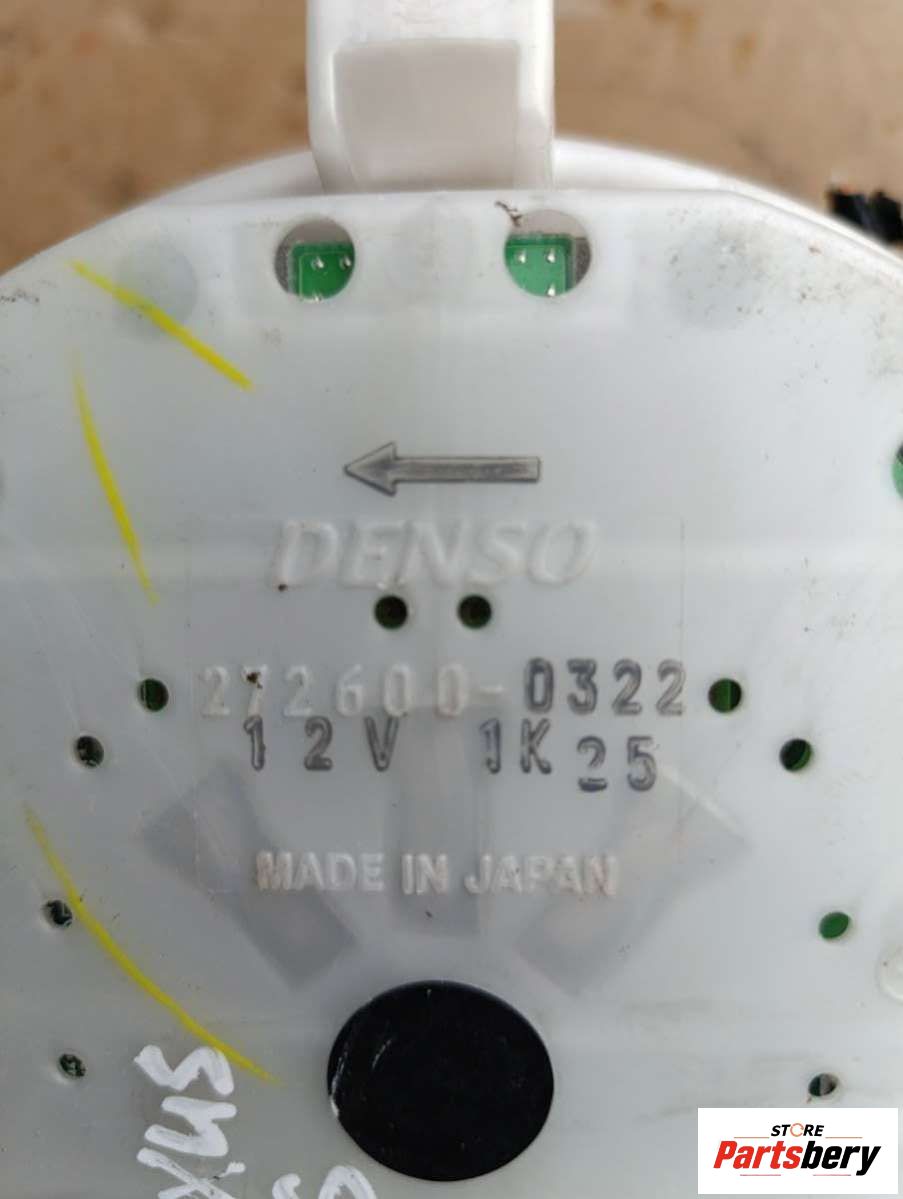 DENSO
272600-0322
12V 1K25
MADE IN JAPAN
STORE
Partsbery